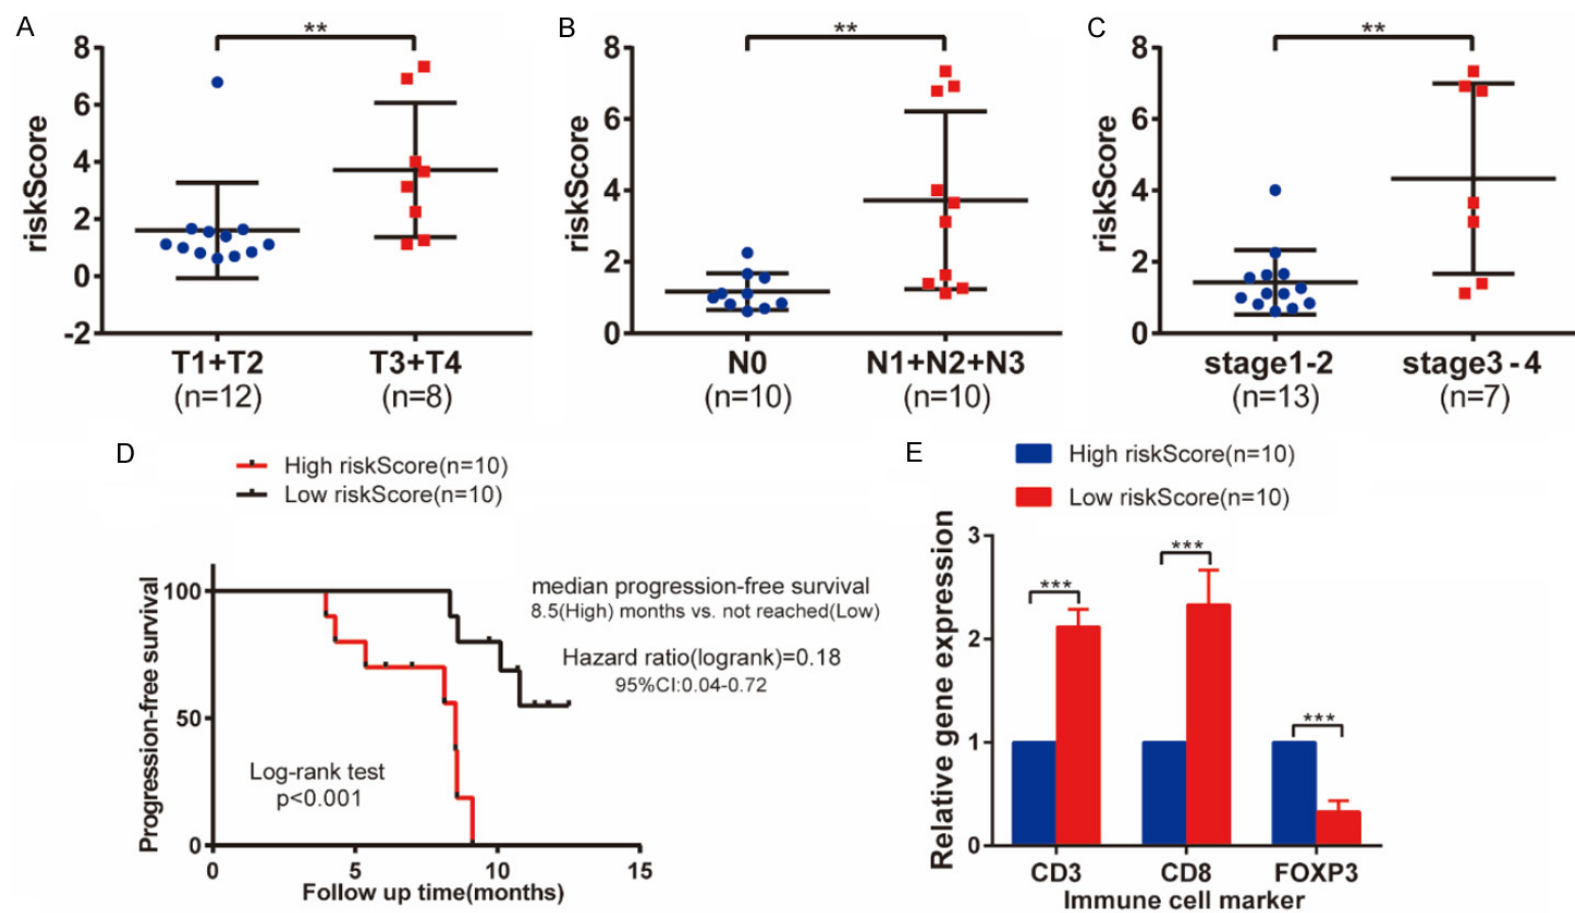 A
**
riskScore
8
6
4
2
0
-2
T1+T2
(n=12)
T3+T4
(n=8)
B
**
riskScore
8
6
4
2
0
N0
(n=10)
N1+N2+N3
(n=10)
C
**
riskScore
8
6
4
2
0
stage1-2
(n=13)
stage3-4
(n=7)
D
High riskScore(n=10)
Low riskScore(n=10)
Progression-free survival
100
50
0
median progression-free survival
8.5(High) months vs. not reached(Low)
Hazard ratio(logrank)=0.18
95%CI:0.04-0.72
Log-rank test
p<0.001
0
5
10
15
Follow up time(months)
E
High riskScore(n=10)
Low riskScore(n=10)
Relative gene expression
3
2
1
0
***
***
***
CD3
CD8
FOXP3
Immune cell marker